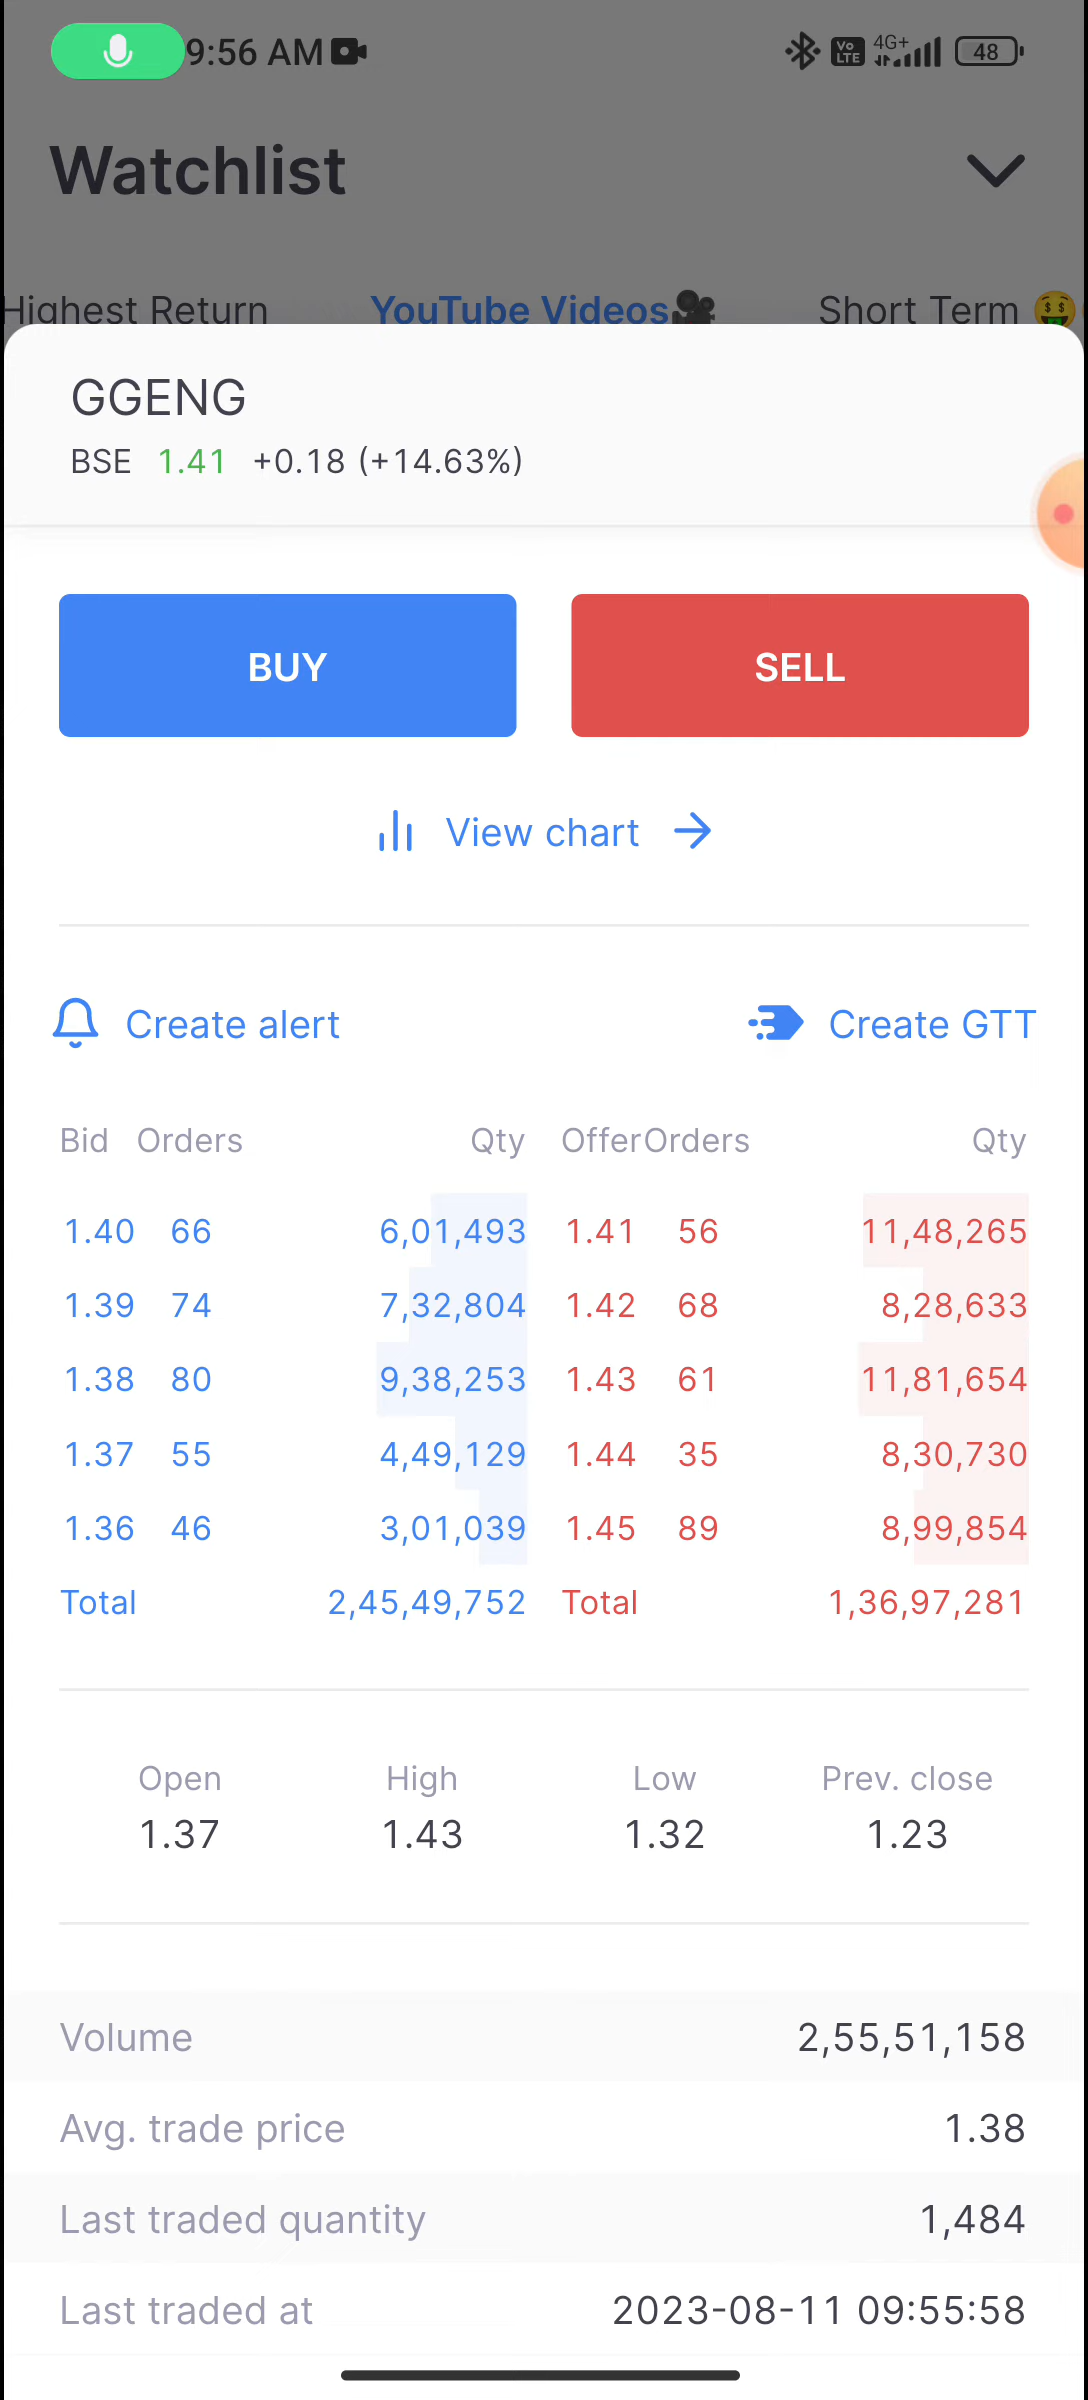 9:56 AM
Vo LTE 4G+ 48
Watchlist
Highest Return YouTube Videos Short Term
GGENG
BSE 1.41 +0.18 (+14.63%)
BUY SELL
View chart
Create alert Create GTT
Bid Orders Qty Offer Orders Qty
1.40 66 6,01,493 1.41 56 11,48,265
1.39 74 7,32,804 1.42 68 8,28,633
1.38 80 9,38,253 1.43 61 11,81,654
1.37 55 4,49,129 1.44 35 8,30,730
1.36 46 3,01,039 1.45 89 8,99,854
Total 2,45,49,752 Total 1,36,97,281
Open High Low Prev. close
1.37 1.43 1.32 1.23
Volume 2,55,51,158
Avg. trade price 1.38
Last traded quantity 1,484
Last traded at 2023-08-11 09:55:58